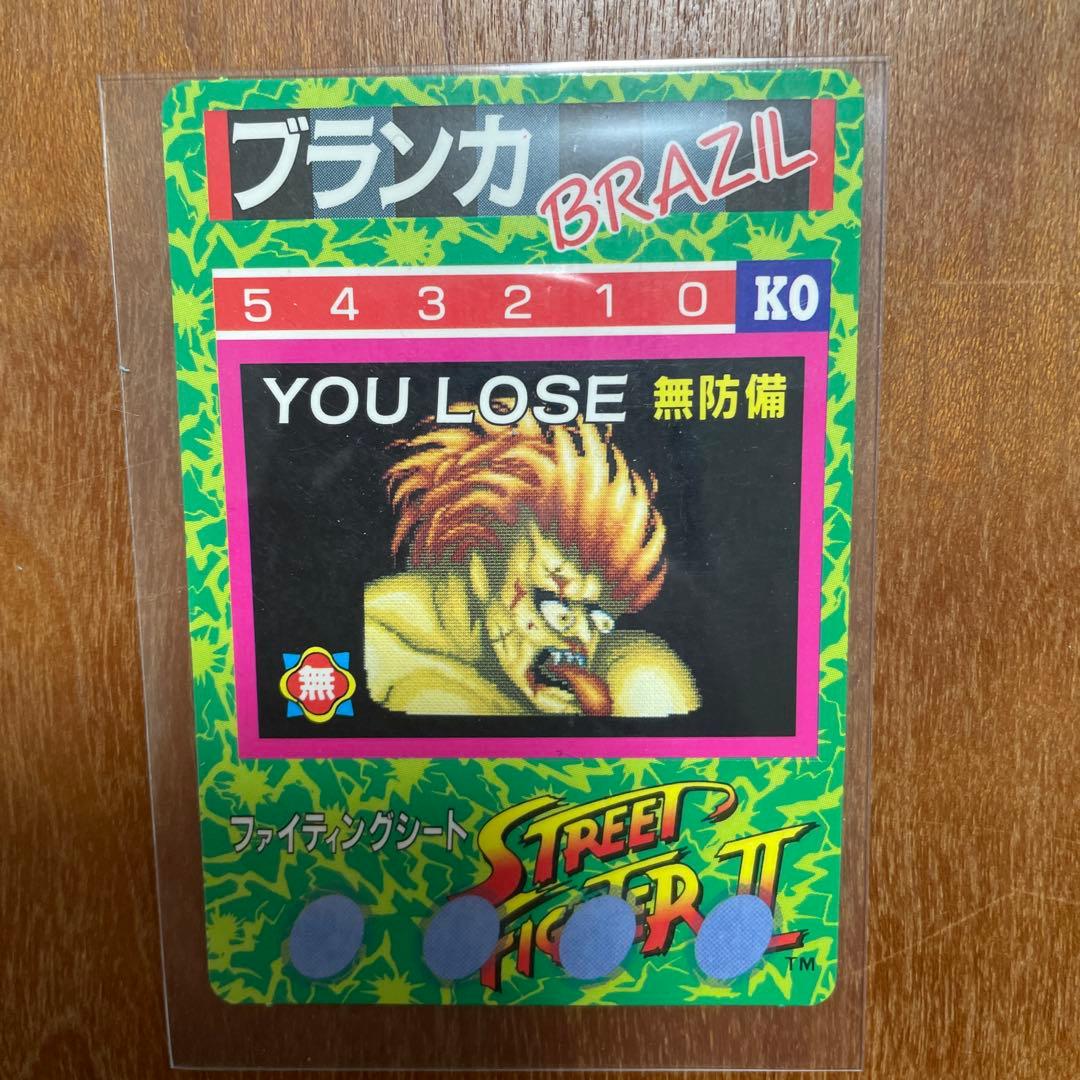 ブランカ
BRAZIL
5 4 3 2 1 0 KO
YOU LOSE 無防備
無
ファイティングシート
STREET
FIGHTER II
TM